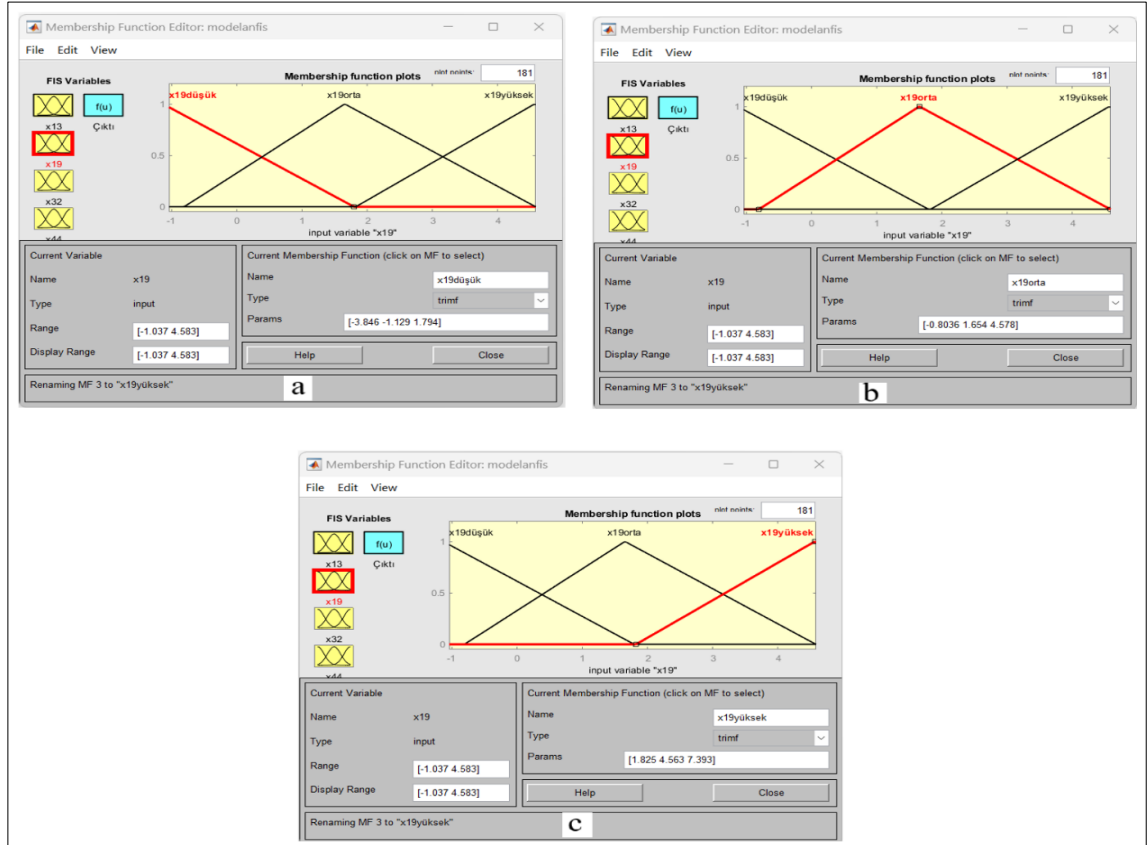 Membership Function Editor: modelanfis
File Edit View
FIS Variables
Membership function plots
plot points:
181
x13
f(u)
Çıktı
x19
x32
x44
x19düşük
x19orta
x19yüksek
1
0.5
0
-1 0 1 2 3 4
input variable "x19"
Current Variable
Name x19
Type input
Range [-1.037 4.583]
Display Range [-1.037 4.583]
Current Membership Function (click on MF to select)
Name x19düşük
Type trimf
Params [-3.846 -1.129 1.794]
Help Close
Renaming MF 3 to "x19yüksek"
a
Membership Function Editor: modelanfis
File Edit View
FIS Variables
Membership function plots
plot points:
181
x13
f(u)
Çıktı
x19
x32
x44
x19düşük
x19orta
x19yüksek
1
0.5
0
-1 0 1 2 3 4
input variable "x19"
Current Variable
Name x19
Type input
Range [-1.037 4.583]
Display Range [-1.037 4.583]
Current Membership Function (click on MF to select)
Name x19orta
Type trimf
Params [-0.8036 1.654 4.578]
Help Close
Renaming MF 3 to "x19yüksek"
b
Membership Function Editor: modelanfis
File Edit View
FIS Variables
Membership function plots
plot points:
181
x13
f(u)
Çıktı
x19
x32
x44
x19düşük
x19orta
x19yüksek
1
0.5
0
-1 0 1 2 3 4
input variable "x19"
Current Variable
Name x19
Type input
Range [-1.037 4.583]
Display Range [-1.037 4.583]
Current Membership Function (click on MF to select)
Name x19yüksek
Type trimf
Params [1.825 4.563 7.393]
Help Close
Renaming MF 3 to "x19yüksek"
c